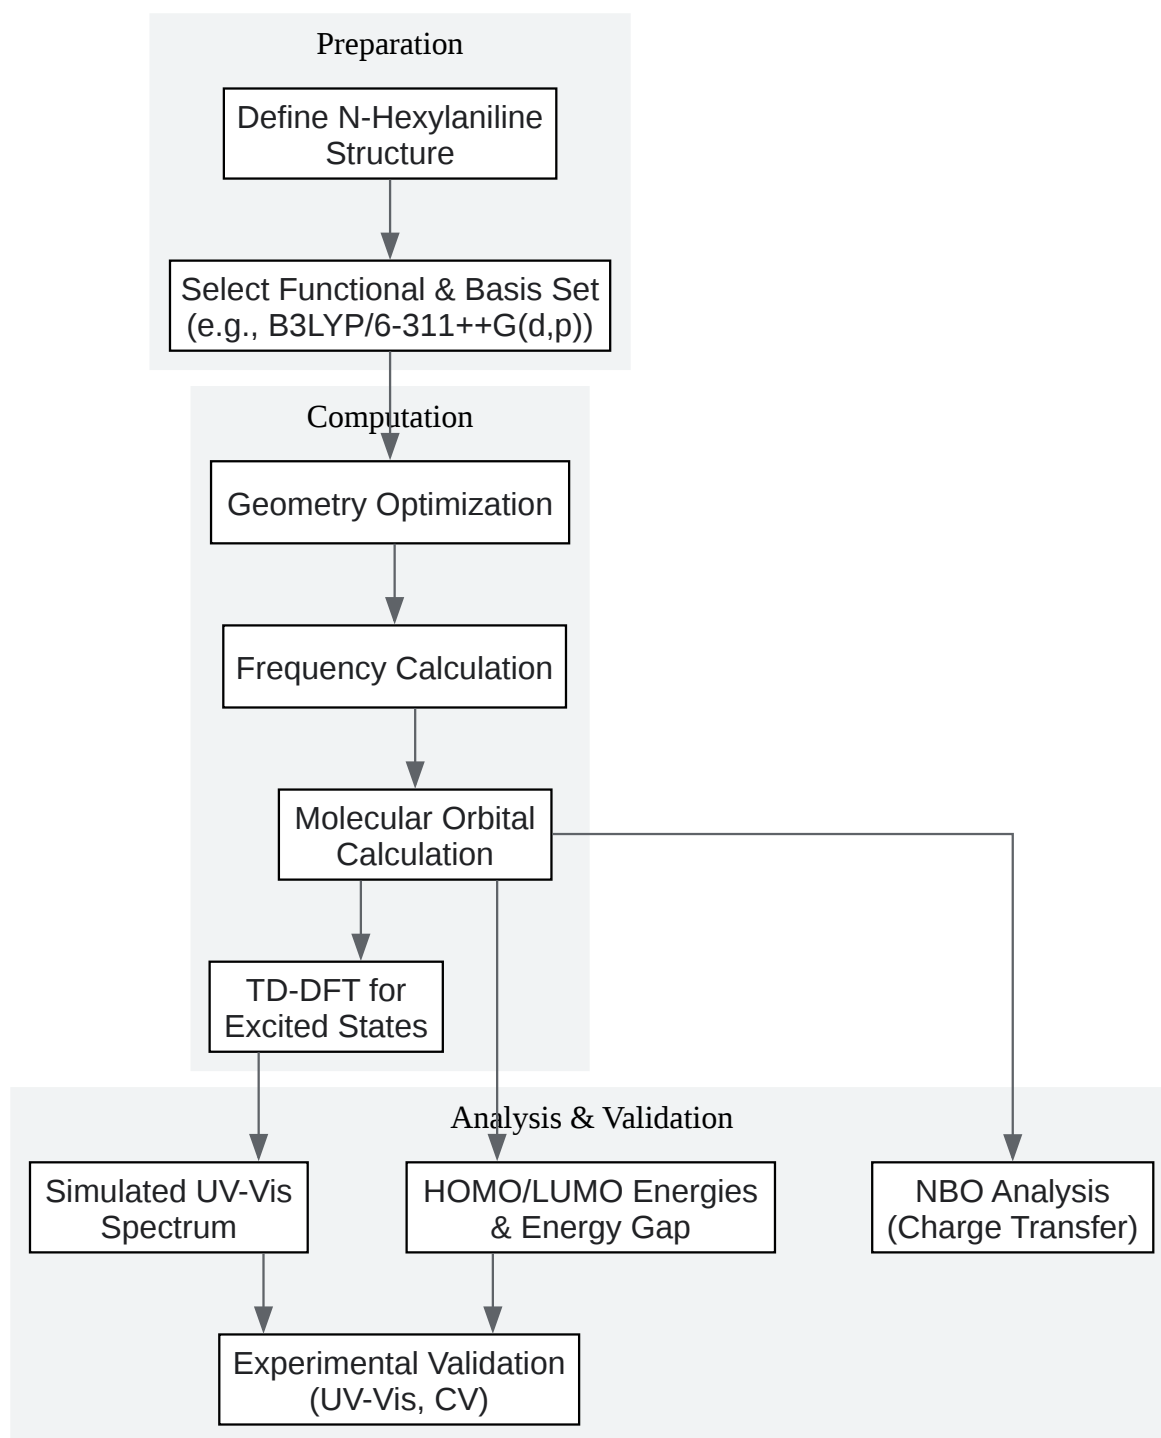 Preparation
Define N-Hexylaniline
Structure
Select Functional & Basis Set
(e.g., B3LYP/6-311++G(d,p))
Computation
Geometry Optimization
Frequency Calculation
Molecular Orbital
Calculation
TD-DFT for
Excited States
Analysis & Validation
Simulated UV-Vis
Spectrum
HOMO/LUMO Energies
& Energy Gap
NBO Analysis
(Charge Transfer)
Experimental Validation
(UV-Vis, CV)